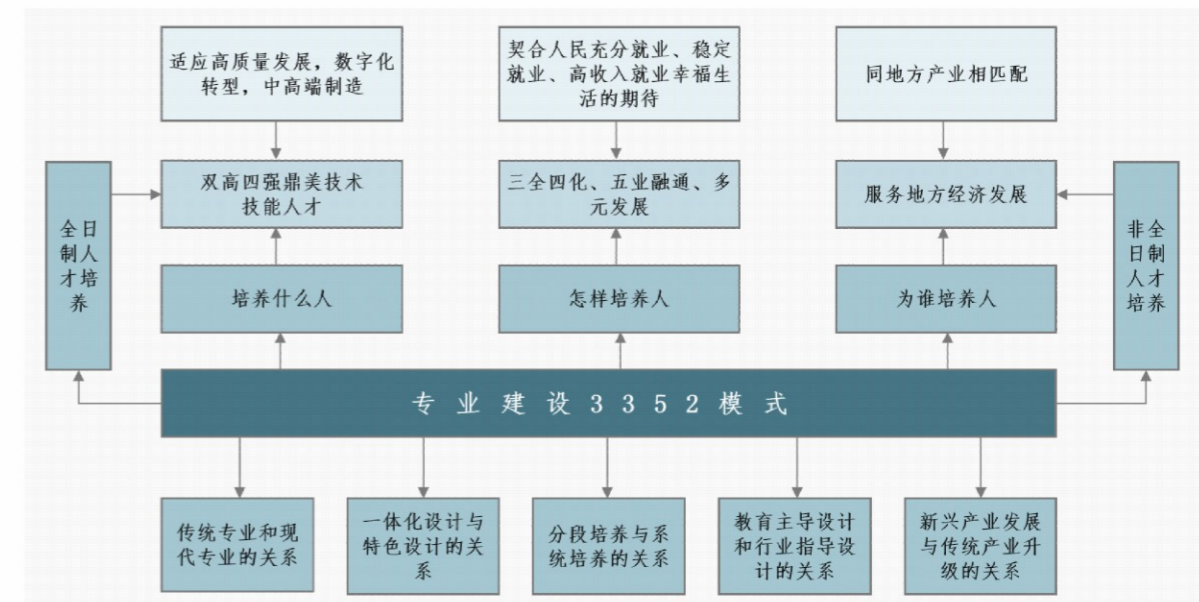 适应高质量发展，数字化
转型，中高端制造
契合人民充分就业、稳定
就业、高收入就业幸福生
活的期待
同地方产业相匹配
双高四强鼎美技术
技能人才
三全四化、五业融通、多
元发展
服务地方经济发展
全日
制人
才培
养
非全
日制
人才
培养
培养什么人
怎样培养人
为谁培养人
专业建设3352模式
传统专业和现
代专业的关系
一体化设计与
特色设计的关
系
分段培养与系
统培养的关系
教育主导设计
和行业指导设
计的关系
新兴产业发展
与传统产业升
级的关系